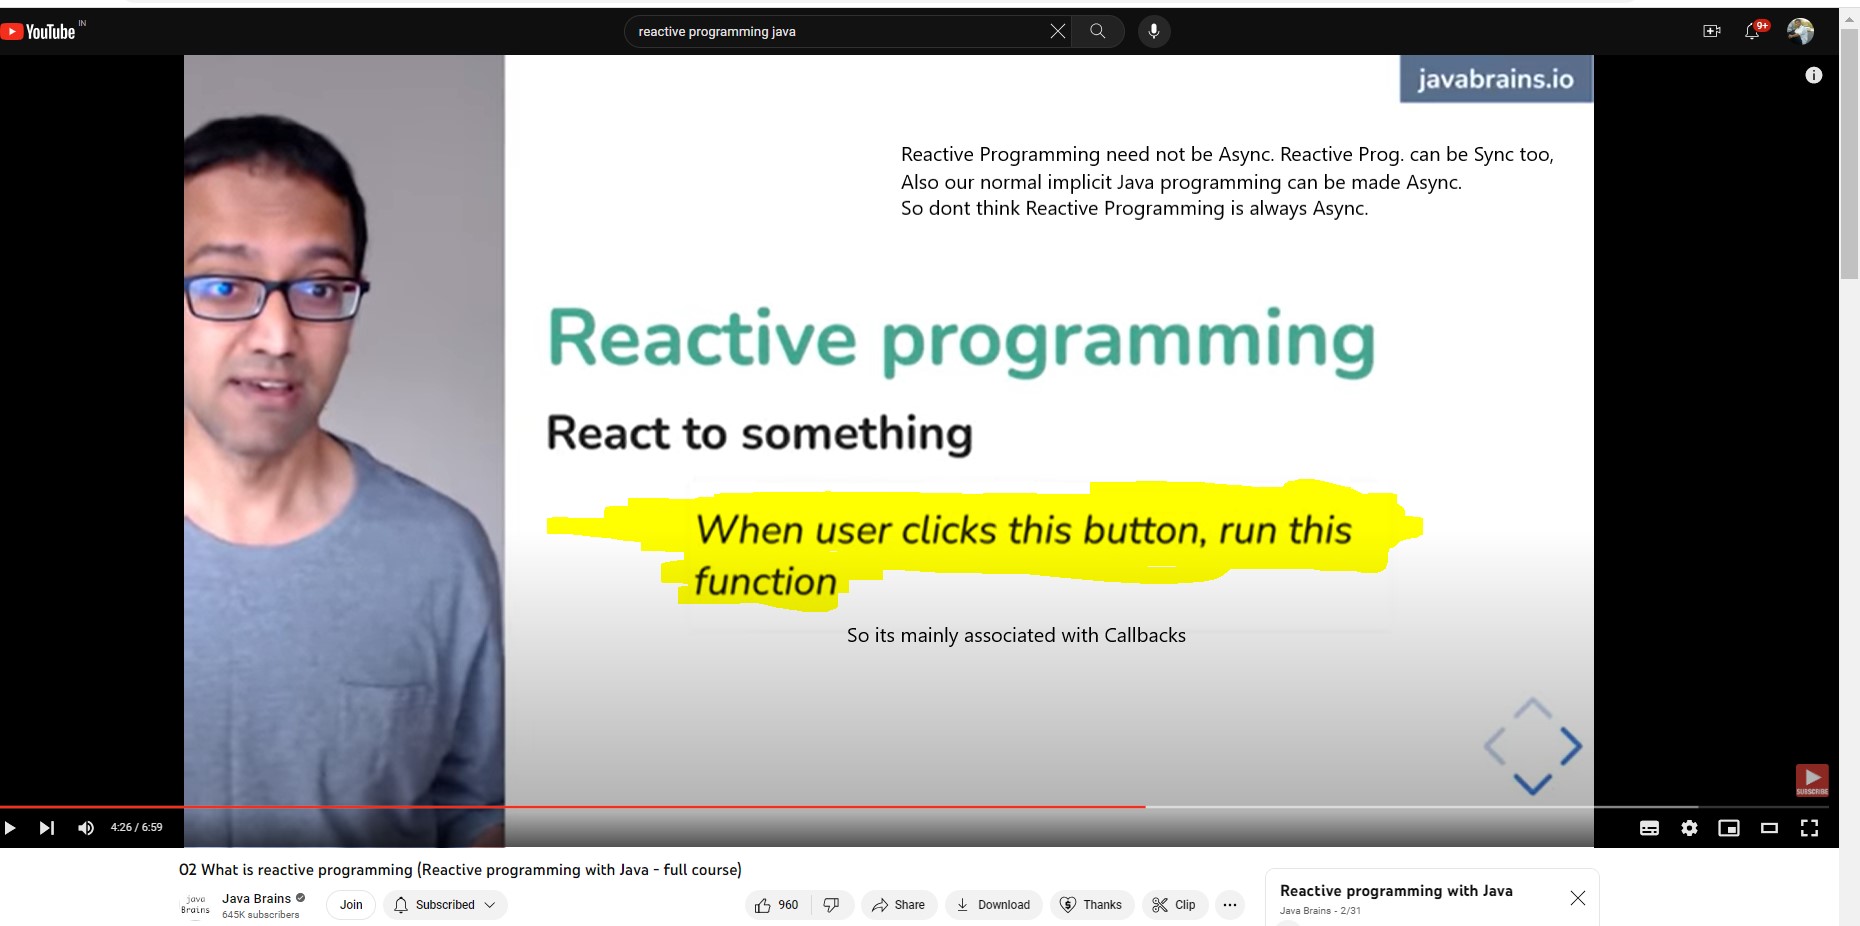 YouTube IN
reactive programming java
9+
javabrains.io
Reactive Programming need not be Async. Reactive Prog. can be Sync too,
Also our normal implicit Java programming can be made Async.
So dont think Reactive Programming is always Async.
Reactive programming
React to something
When user clicks this button, run this
function
So its mainly associated with Callbacks
SUBSCRIBE
4:26 / 6:59
02 What is reactive programming (Reactive programming with Java - full course)
java
Brains
Java Brains
645K subscribers
Join
Subscribed
960
Share
Download
Thanks
Clip
Reactive programming with Java
Java Brains - 2/31